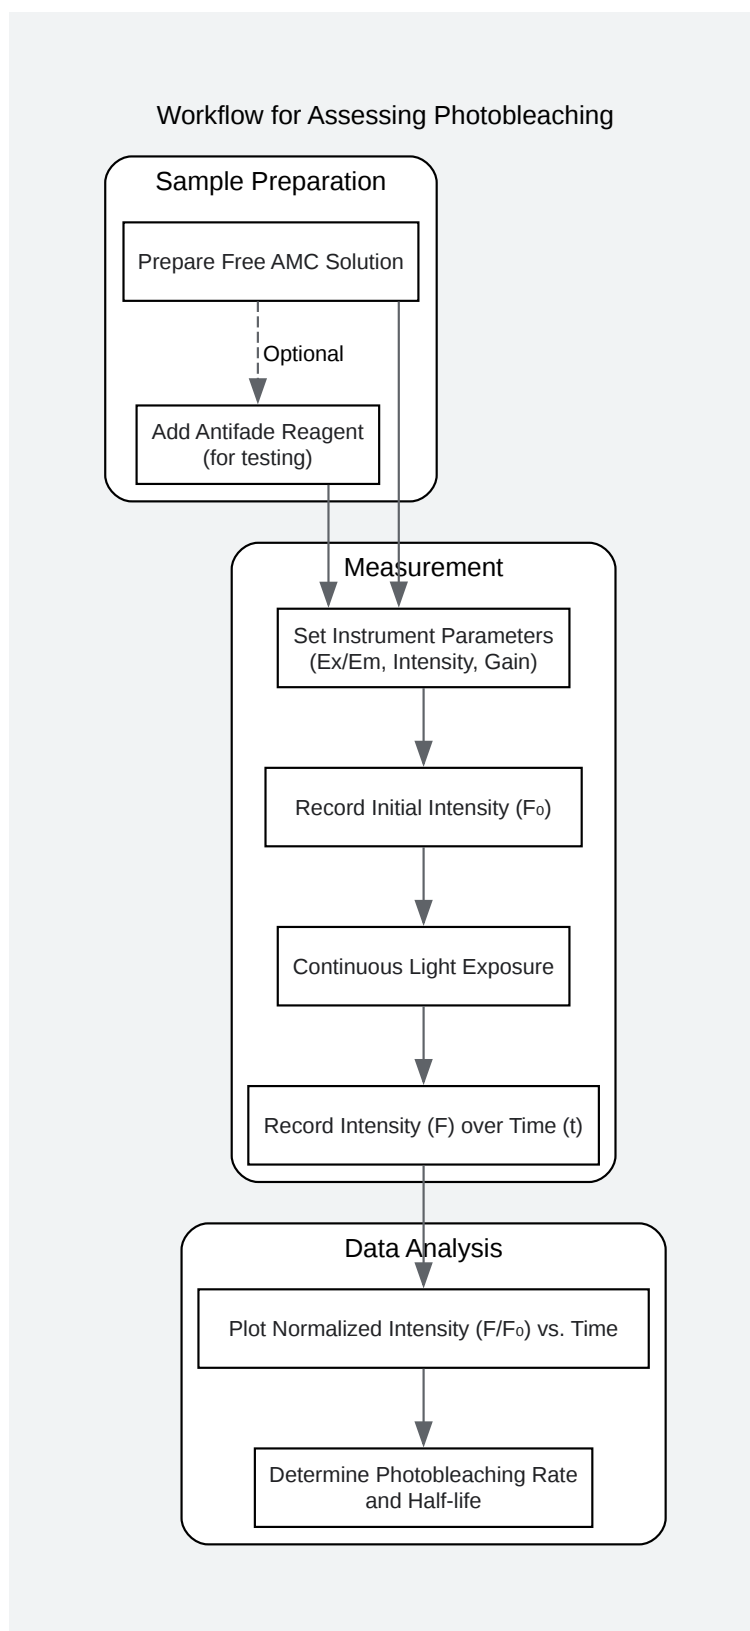 Workflow for Assessing Photobleaching
Sample Preparation
Prepare Free AMC Solution
Optional
Add Antifade Reagent
(for testing)
Measurement
Set Instrument Parameters
(Ex/Em, Intensity, Gain)
Record Initial Intensity (F₀)
Continuous Light Exposure
Record Intensity (F) over Time (t)
Data Analysis
Plot Normalized Intensity (F/F₀) vs. Time
Determine Photobleaching Rate
and Half-life